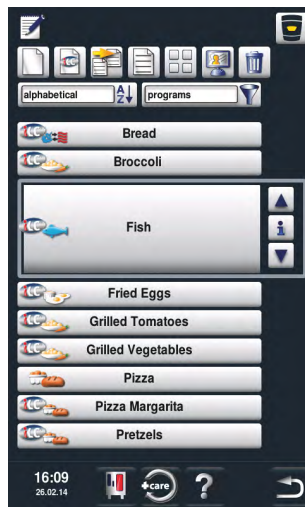 alphabetical A Z programs
Bread
Broccoli
Fish
i
Fried Eggs
Grilled Tomatoes
Grilled Vegetables
Pizza
Pizza Margarita
Pretzels
16:09
26.02.14
+care ?